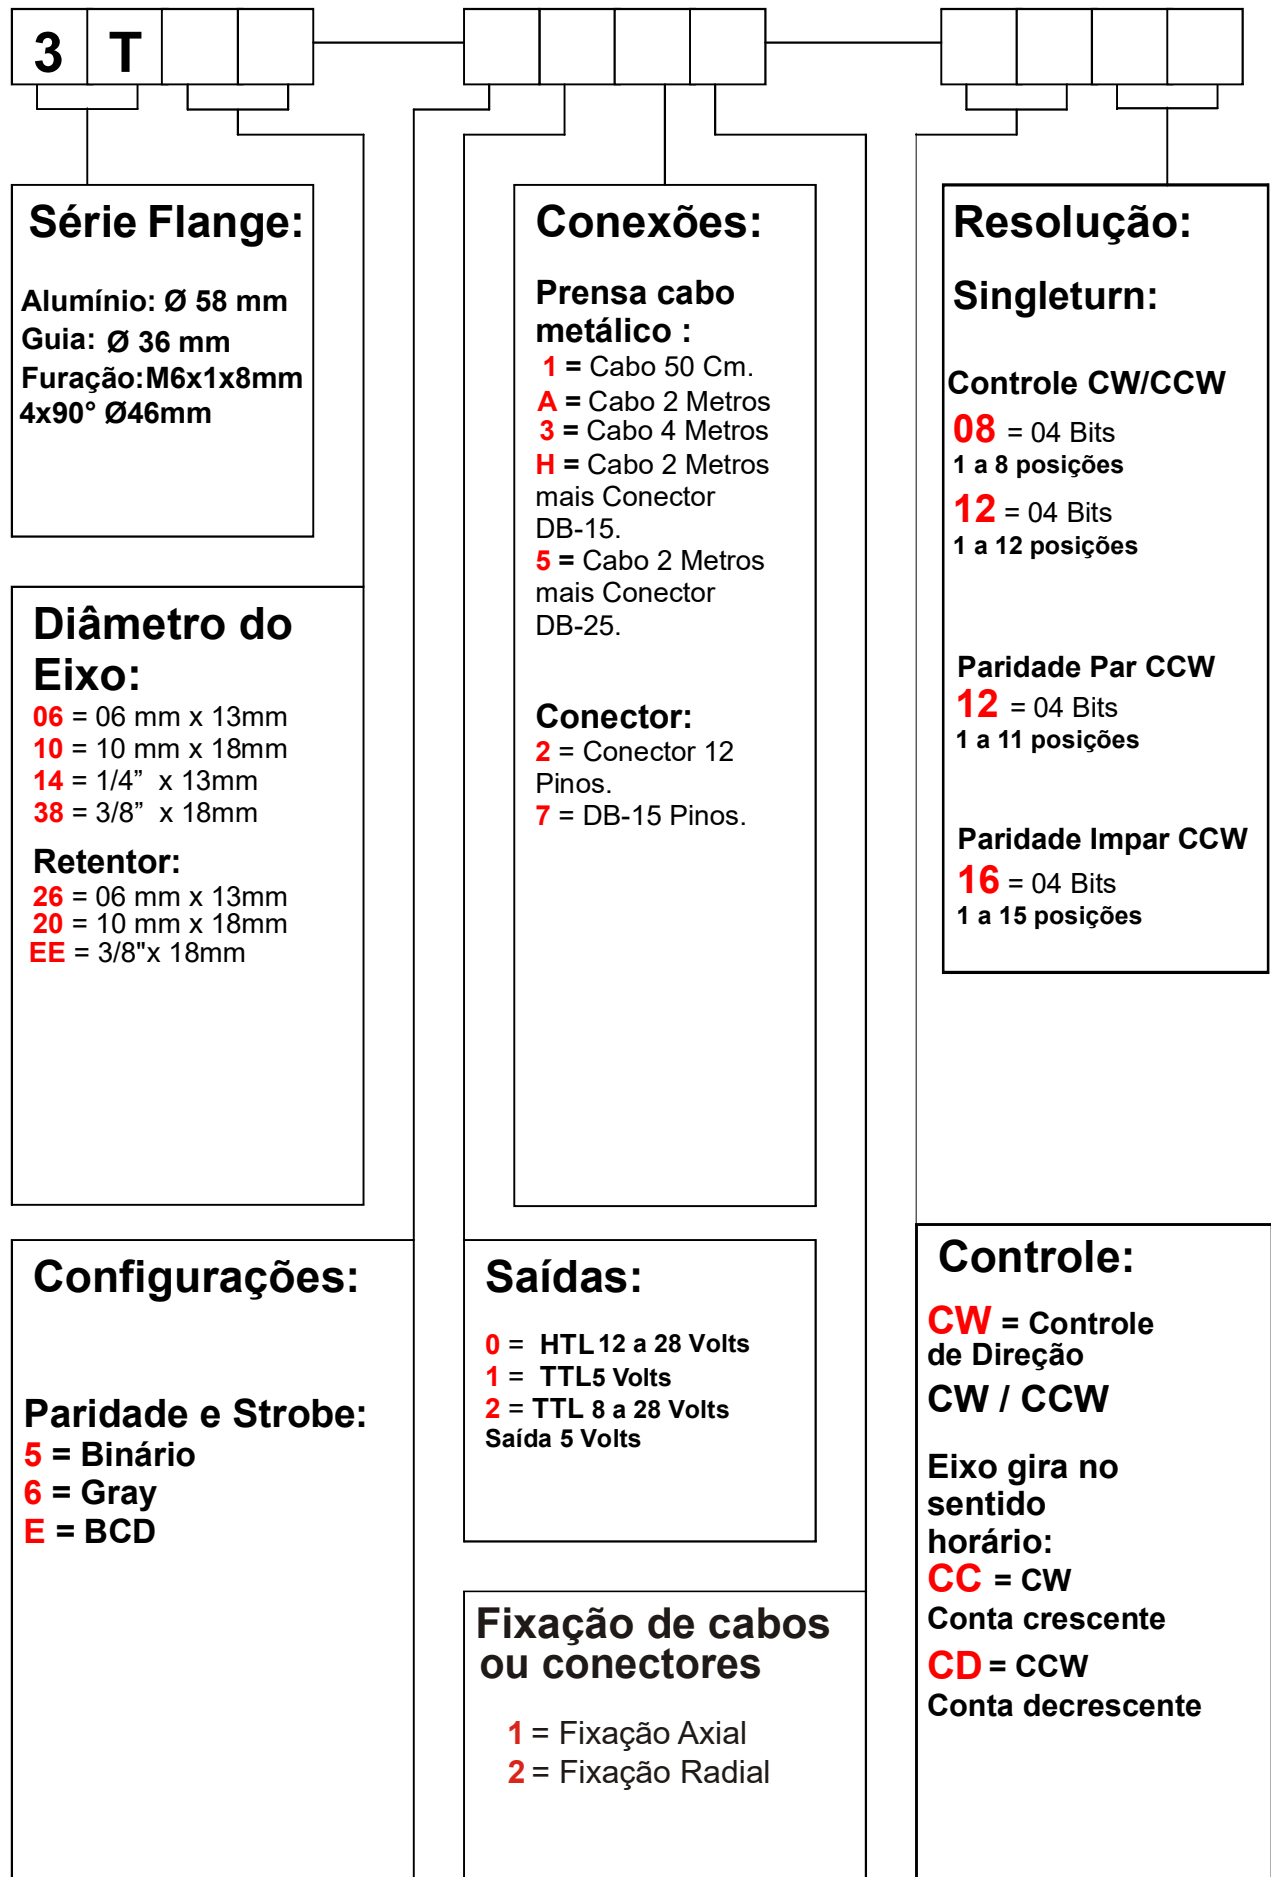 3 T
Série Flange:
Alumínio: Ø 58 mm
Guia: Ø 36 mm
Furação:M6x1x8mm
4x90° Ø46mm
Diâmetro do
Eixo:
06 = 06 mm x 13mm
10 = 10 mm x 18mm
14 = 1/4” x 13mm
38 = 3/8” x 18mm
Retentor:
26 = 06 mm x 13mm
20 = 10 mm x 18mm
EE = 3/8"x 18mm
Configurações:
Paridade e Strobe:
5 = Binário
6 = Gray
E = BCD
Conexões:
Prensa cabo
metálico :
1 = Cabo 50 Cm.
A = Cabo 2 Metros
3 = Cabo 4 Metros
H = Cabo 2 Metros
mais Conector
DB-15.
5 = Cabo 2 Metros
mais Conector
DB-25.
Conector:
2 = Conector 12
Pinos.
7 = DB-15 Pinos.
Saídas:
0 = HTL 12 a 28 Volts
1 = TTL5 Volts
2 = TTL 8 a 28 Volts
Saída 5 Volts
Fixação de cabos
ou conectores
1 = Fixação Axial
2 = Fixação Radial
Resolução:
Singleturn:
Controle CW/CCW
08 = 04 Bits
1 a 8 posições
12 = 04 Bits
1 a 12 posições
Paridade Par CCW
12 = 04 Bits
1 a 11 posições
Paridade Impar CCW
16 = 04 Bits
1 a 15 posições
Controle:
CW = Controle
de Direção
CW / CCW
Eixo gira no
sentido
horário:
CC = CW
Conta crescente
CD = CCW
Conta decrescente